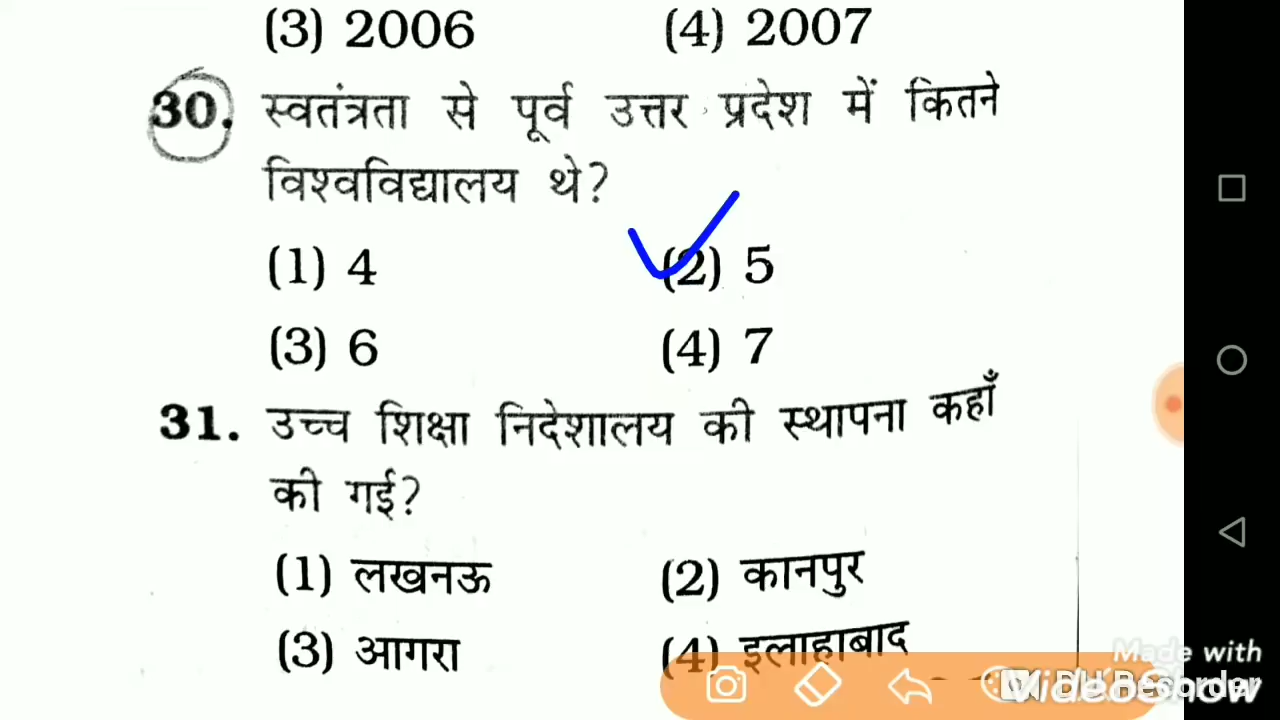 (3) 2006 (4) 2007
30. स्वतंत्रता से पूर्व उत्तर प्रदेश में कितने
विश्वविद्यालय थे?
(1) 4 (2) 5
(3) 6 (4) 7
31. उच्च शिक्षा निदेशालय की स्थापना कहाँ
की गई?
(1) लखनऊ (2) कानपुर
(3) आगरा (4) इलाहाबाद
Made with
VideoShow